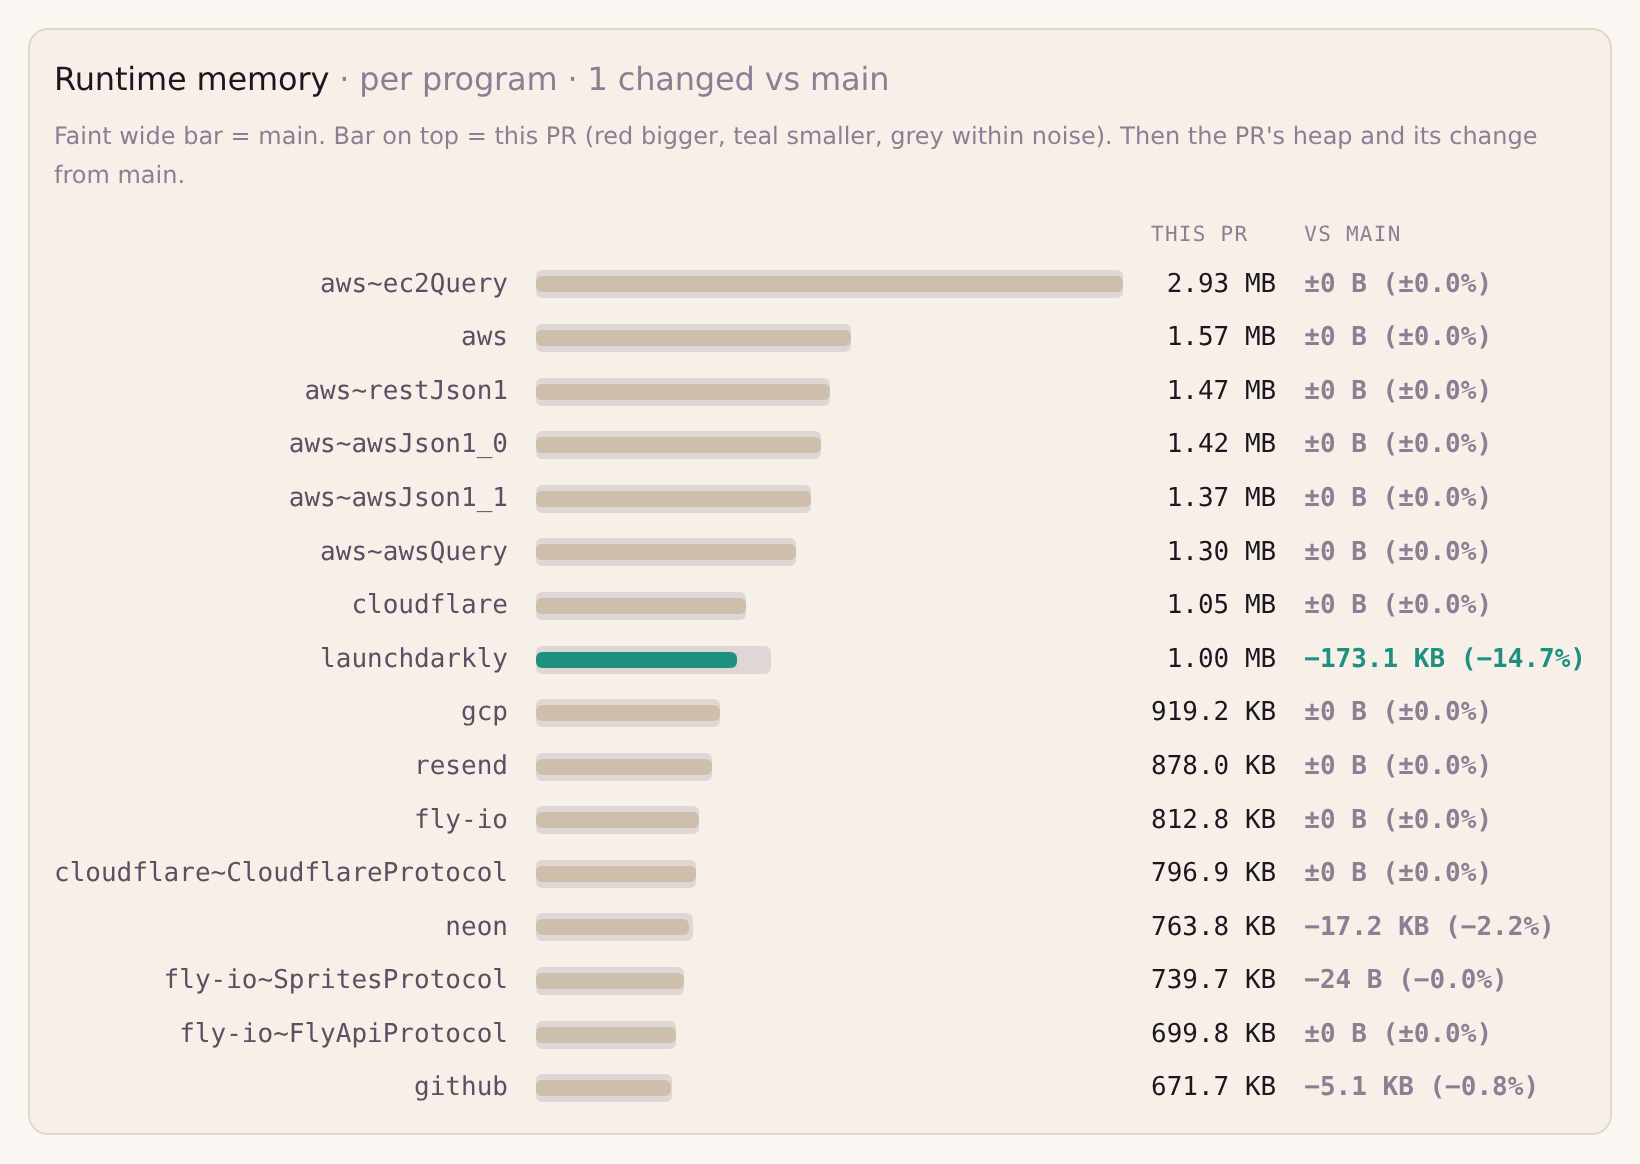 Runtime memory · per program · 1 changed vs main
Faint wide bar = main. Bar on top = this PR (red bigger, teal smaller, grey within noise). Then the PR's heap and its change
from main.
THIS PR VS MAIN
aws~ec2Query 2.93 MB ±0 B (±0.0%)
aws 1.57 MB ±0 B (±0.0%)
aws~restJson1 1.47 MB ±0 B (±0.0%)
aws~awsJson1_0 1.42 MB ±0 B (±0.0%)
aws~awsJson1_1 1.37 MB ±0 B (±0.0%)
aws~awsQuery 1.30 MB ±0 B (±0.0%)
cloudflare 1.05 MB ±0 B (±0.0%)
launchdarkly 1.00 MB −173.1 KB (−14.7%)
gcp 919.2 KB ±0 B (±0.0%)
resend 878.0 KB ±0 B (±0.0%)
fly-io 812.8 KB ±0 B (±0.0%)
cloudflare~CloudflareProtocol 796.9 KB ±0 B (±0.0%)
neon 763.8 KB −17.2 KB (−2.2%)
fly-io~SpritesProtocol 739.7 KB −24 B (−0.0%)
fly-io~FlyApiProtocol 699.8 KB ±0 B (±0.0%)
github 671.7 KB −5.1 KB (−0.8%)